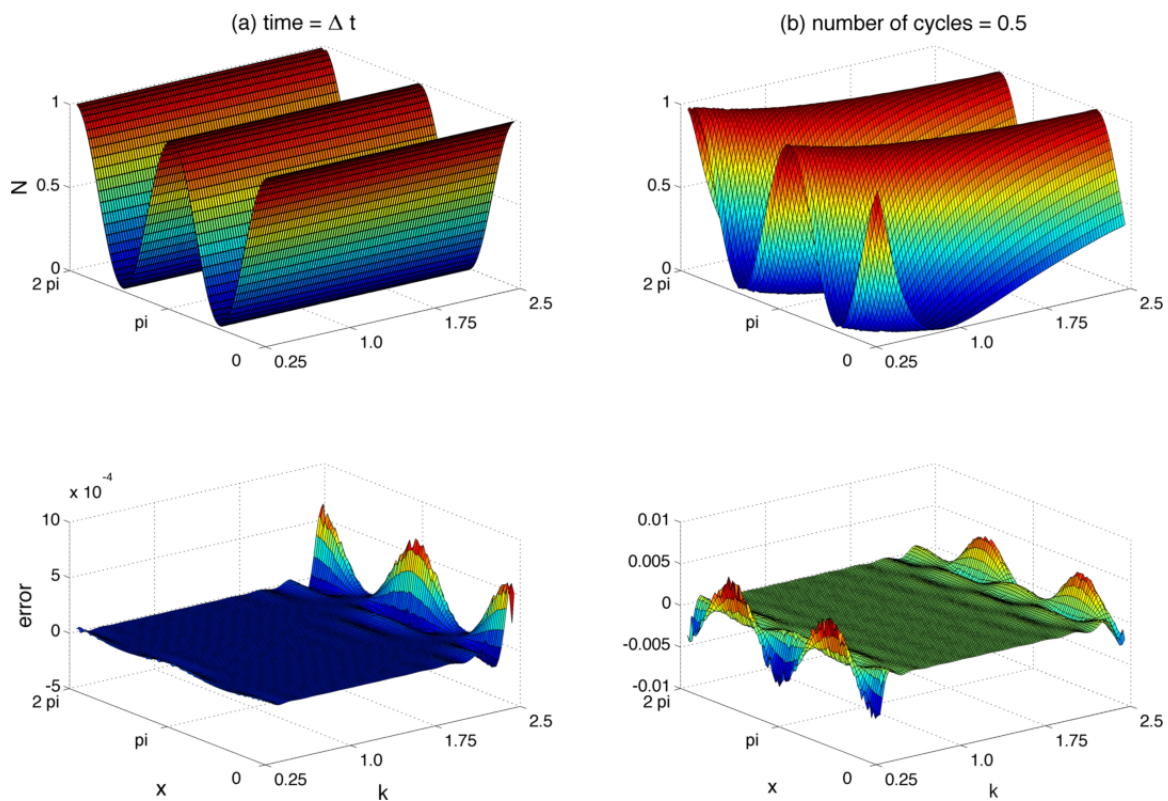 (a) time = Δ t
(b) number of cycles = 0.5
1
0.5
0
N
2 pi
pi
0
0.25
1.0
1.75
2.5
1
0.5
0
2 pi
pi
0
0.25
1.0
1.75
2.5
x 10⁻⁴
10
5
0
-5
error
2 pi
pi
0
x
0.25
1.0
1.75
2.5
k
0.01
0.005
0
-0.005
-0.01
2 pi
pi
0
x
0.25
1.0
1.75
2.5
k